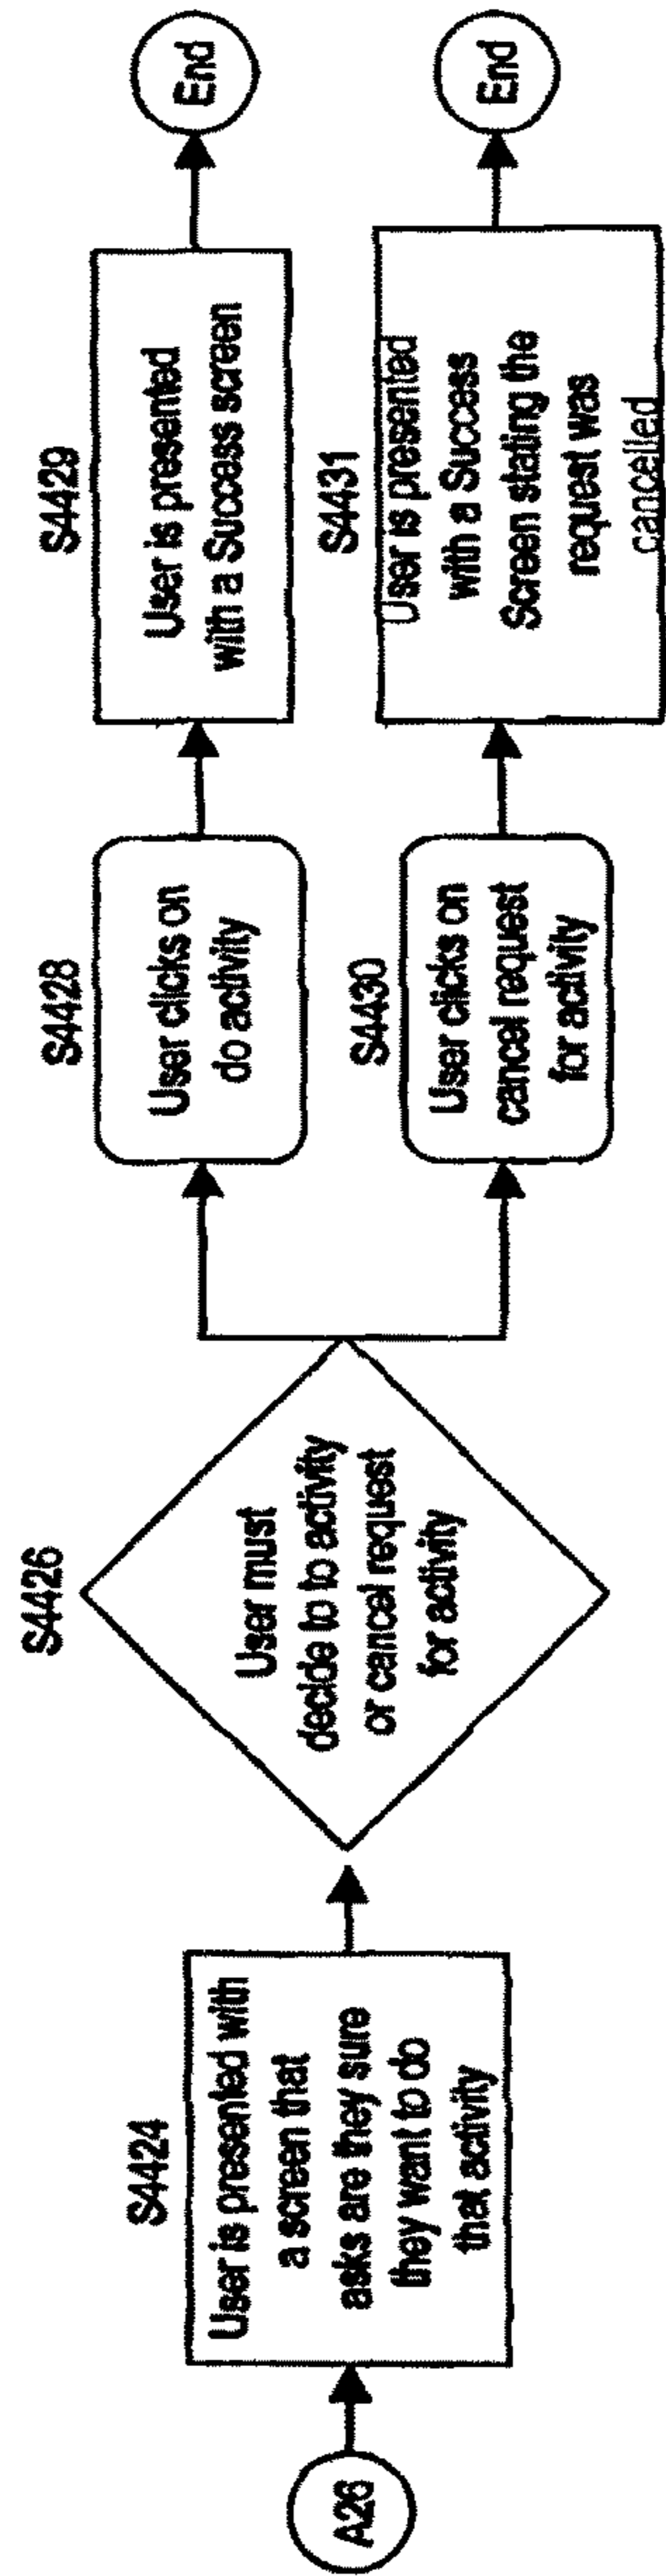 A26
S4424
User is presented with
a screen that
asks are they sure
they want to do
that activity
S4426
User must
decide to to activity
or cancel request
for activity
S4428
User clicks on
do activity
S4429
User is presented
with a Success screen
End
S4430
User clicks on
cancel request
for activity
S4431
User is presented
with a Success
Screen stating the
request was
cancelled
End